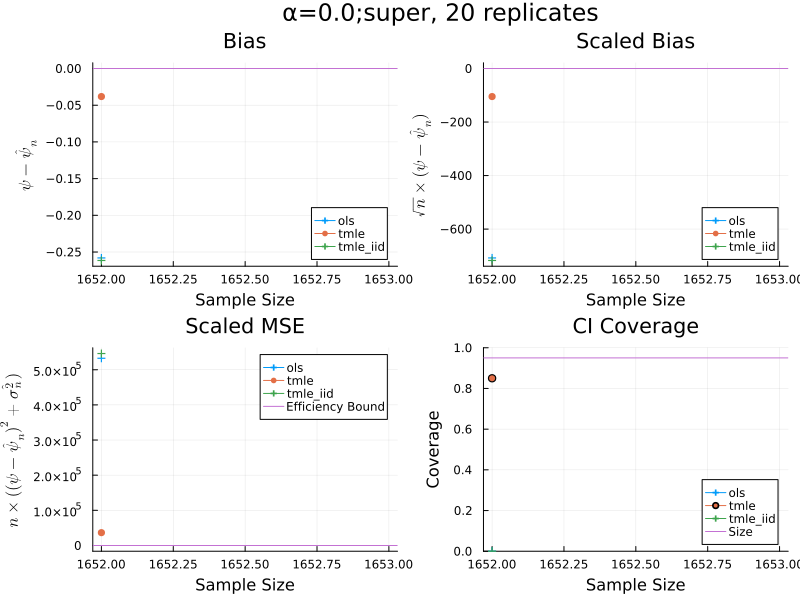 α=0.0;super, 20 replicates
Bias
0.00
−0.05
−0.10
−0.15
−0.20
−0.25
ψ − ψ̂ₙ
ols
tmle
tmle_iid
1652.00 1652.25 1652.50 1652.75 1653.00
Sample Size
Scaled Bias
0
−200
−400
−600
√n × (ψ − ψ̂ₙ)
ols
tmle
tmle_iid
1652.00 1652.25 1652.50 1652.75 1653.00
Sample Size
Scaled MSE
5.0×10⁵
4.0×10⁵
3.0×10⁵
2.0×10⁵
1.0×10⁵
0
n × ((ψ − ψ̂ₙ)² + σ̂²ₙ)
ols
tmle
tmle_iid
Efficiency Bound
1652.00 1652.25 1652.50 1652.75 1653.00
Sample Size
CI Coverage
1.0
0.8
0.6
0.4
0.2
0.0
Coverage
ols
tmle
tmle_iid
Size
1652.00 1652.25 1652.50 1652.75 1653.00
Sample Size